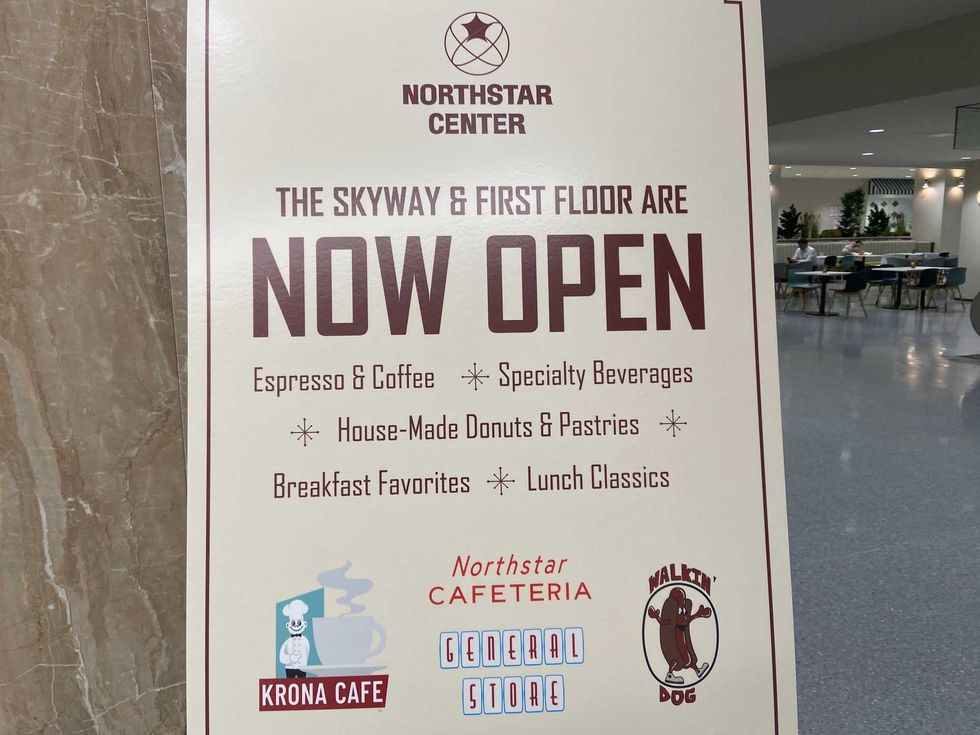 NORTHSTAR
CENTER
THE SKYWAY & FIRST FLOOR ARE
NOW OPEN
Espresso & Coffee Specialty Beverages
House-Made Donuts & Pastries
Breakfast Favorites Lunch Classics
Northstar
CAFETERIA
GENERAL
STORE
KRONA CAFE
WALKIN'
DOG